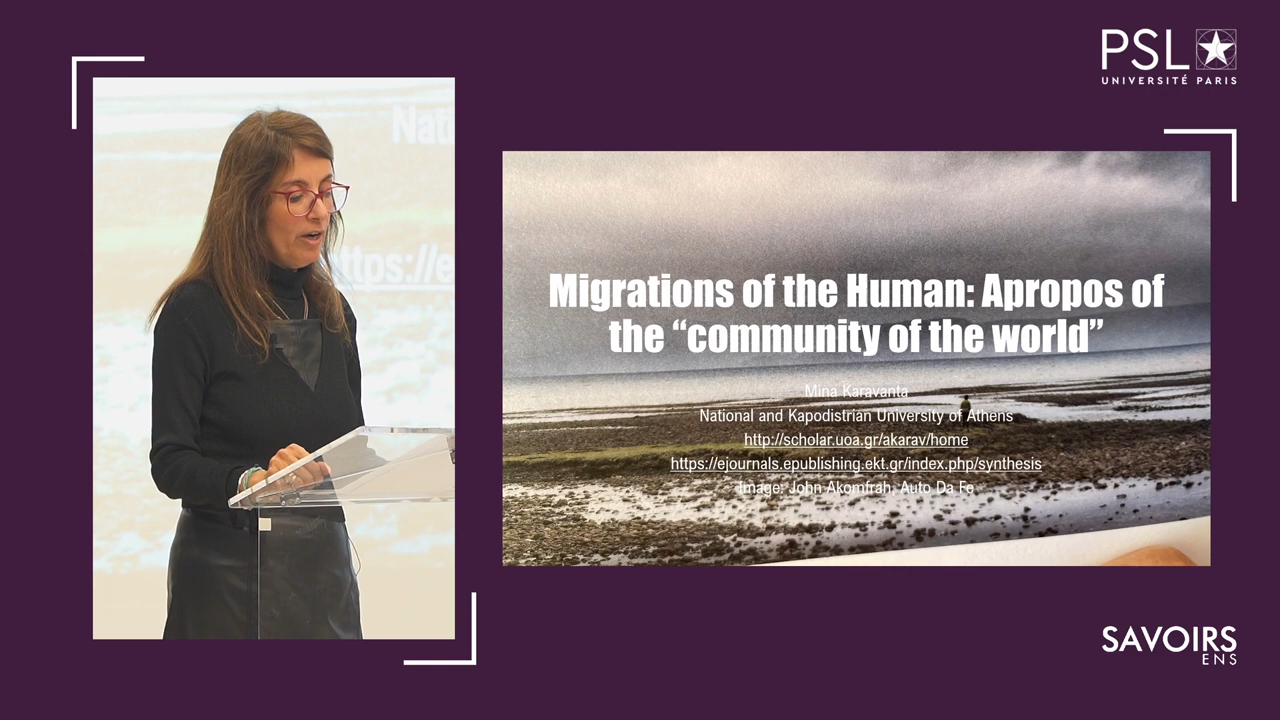 PSL
UNIVERSITÉ PARIS
Nat
ttps://e
Migrations of the Human: Apropos of
the “community of the world”
Mina Karavanta
National and Kapodistrian University of Athens
http://scholar.uoa.gr/akarav/home
https://ejournals.epublishing.ekt.gr/index.php/synthesis
Image: John Akomfrah, Auto Da Fe
SAVOIRS
ENS